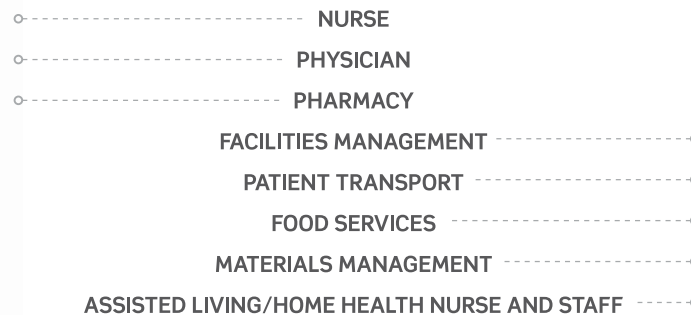 NURSE
PHYSICIAN
PHARMACY
FACILITIES MANAGEMENT
PATIENT TRANSPORT
FOOD SERVICES
MATERIALS MANAGEMENT
ASSISTED LIVING/HOME HEALTH NURSE AND STAFF